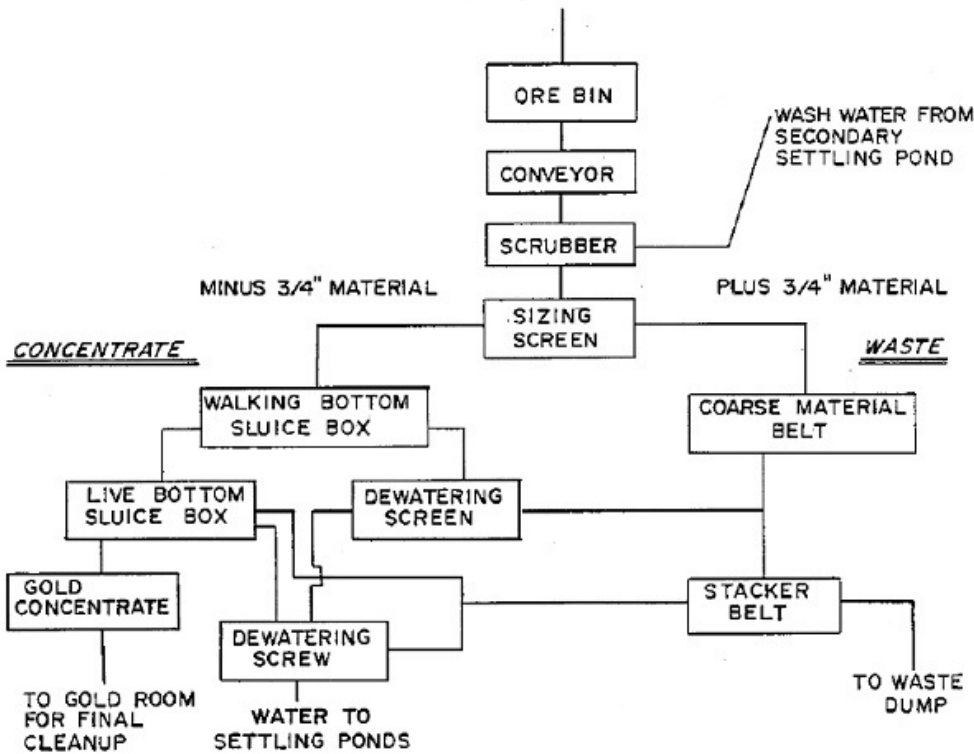 ORE BIN
WASH WATER FROM
SECONDARY
SETTLING POND
CONVEYOR
SCRUBBER
MINUS 3/4" MATERIAL
PLUS 3/4" MATERIAL
SIZING
SCREEN
CONCENTRATE
WASTE
WALKING BOTTOM
SLUICE BOX
COARSE MATERIAL
BELT
LIVE BOTTOM
SLUICE BOX
DEWATERING
SCREEN
GOLD
CONCENTRATE
STACKER
BELT
DEWATERING
SCREW
TO GOLD ROOM
FOR FINAL
CLEANUP
WATER TO
SETTLING PONDS
TO WASTE
DUMP